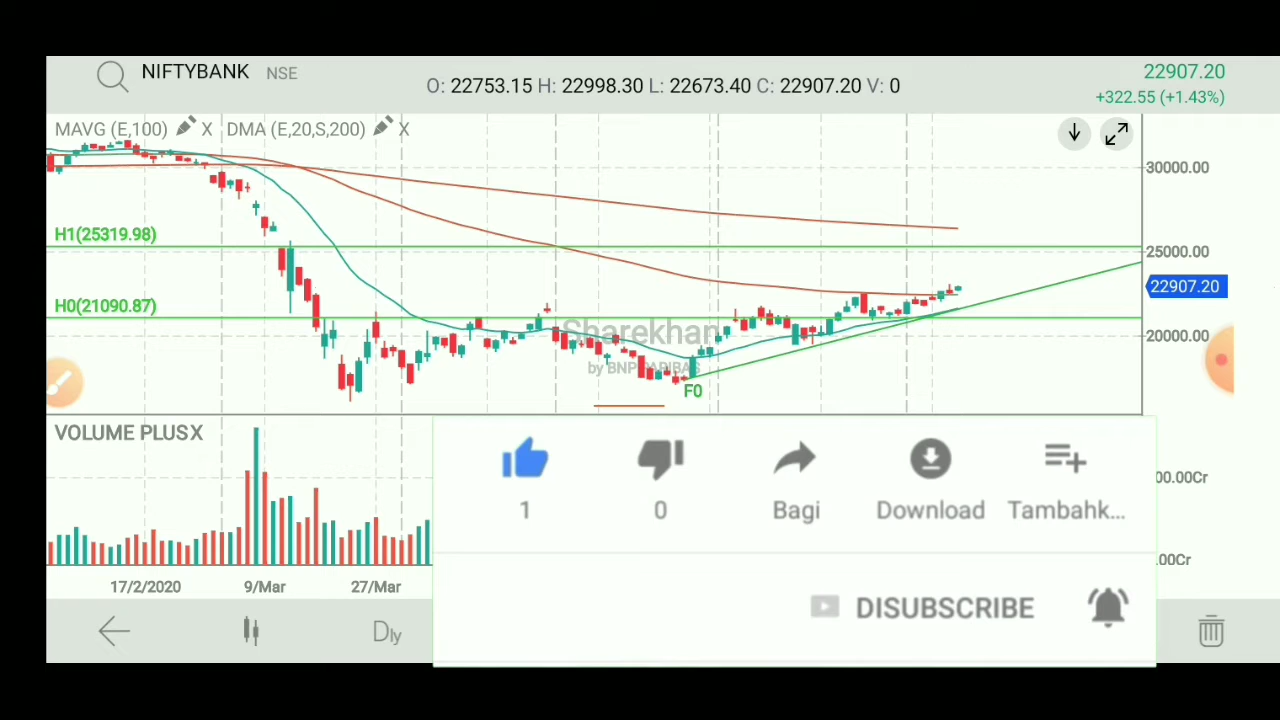 NIFTYBANK NSE
O: 22753.15 H: 22998.30 L: 22673.40 C: 22907.20 V: 0
22907.20
+322.55 (+1.43%)
MAVG (E,100) X DMA (E,20,S,200) X
30000.00
H1(25319.98)
25000.00
22907.20
H0(21090.87)
Sharekhan
20000.00
by BNP PARIBAS
F0
VOLUME PLUSX
00.00Cr
1
0
Bagi
Download
Tambahk...
.00Cr
17/2/2020
9/Mar
27/Mar
DISUBSCRIBE
Dly